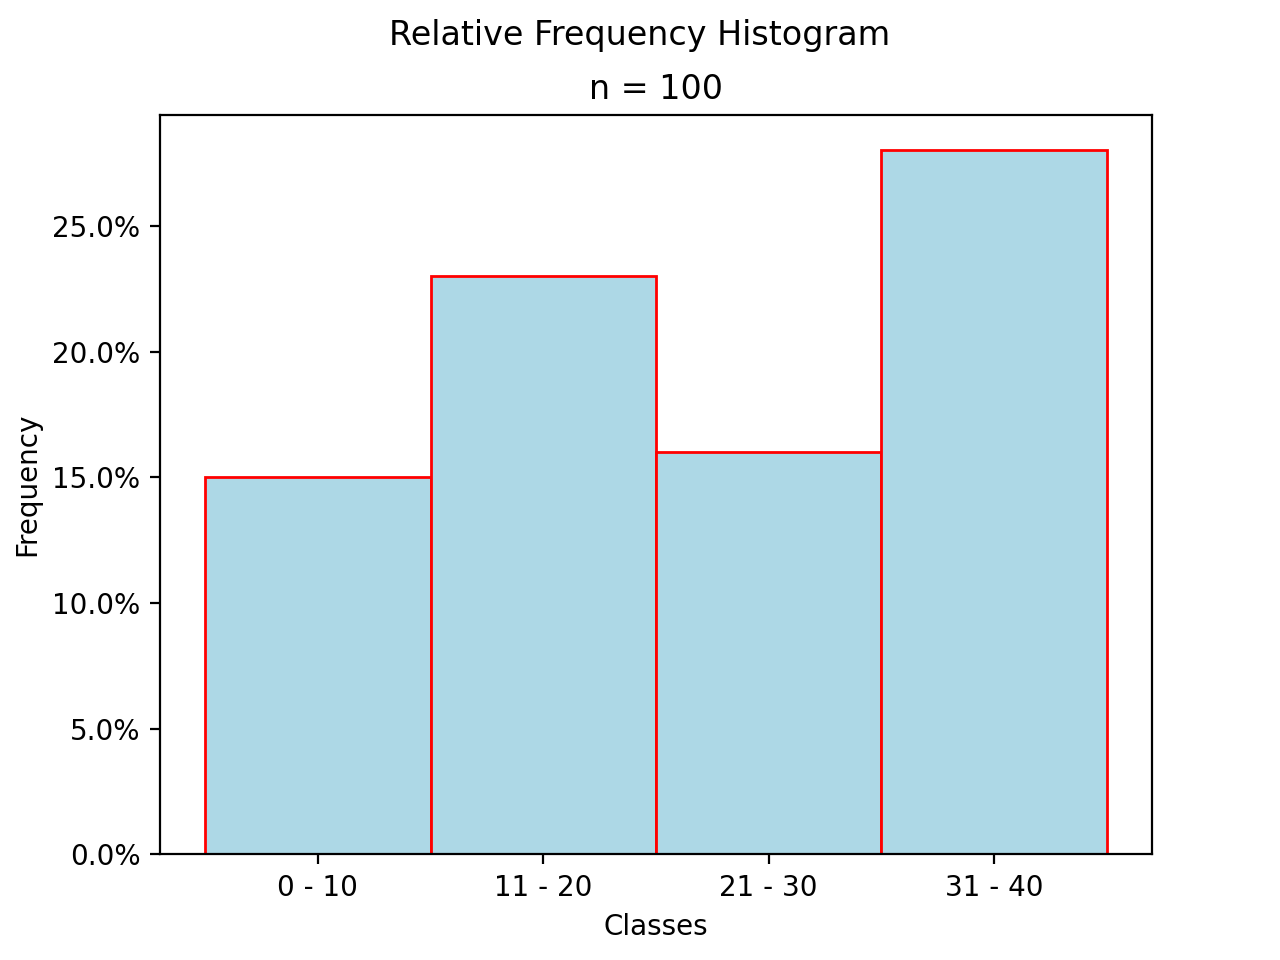 Relative Frequency Histogram
n = 100
25.0%
20.0%
15.0%
10.0%
5.0%
0.0%
Frequency
0 - 10
11 - 20
21 - 30
31 - 40
Classes